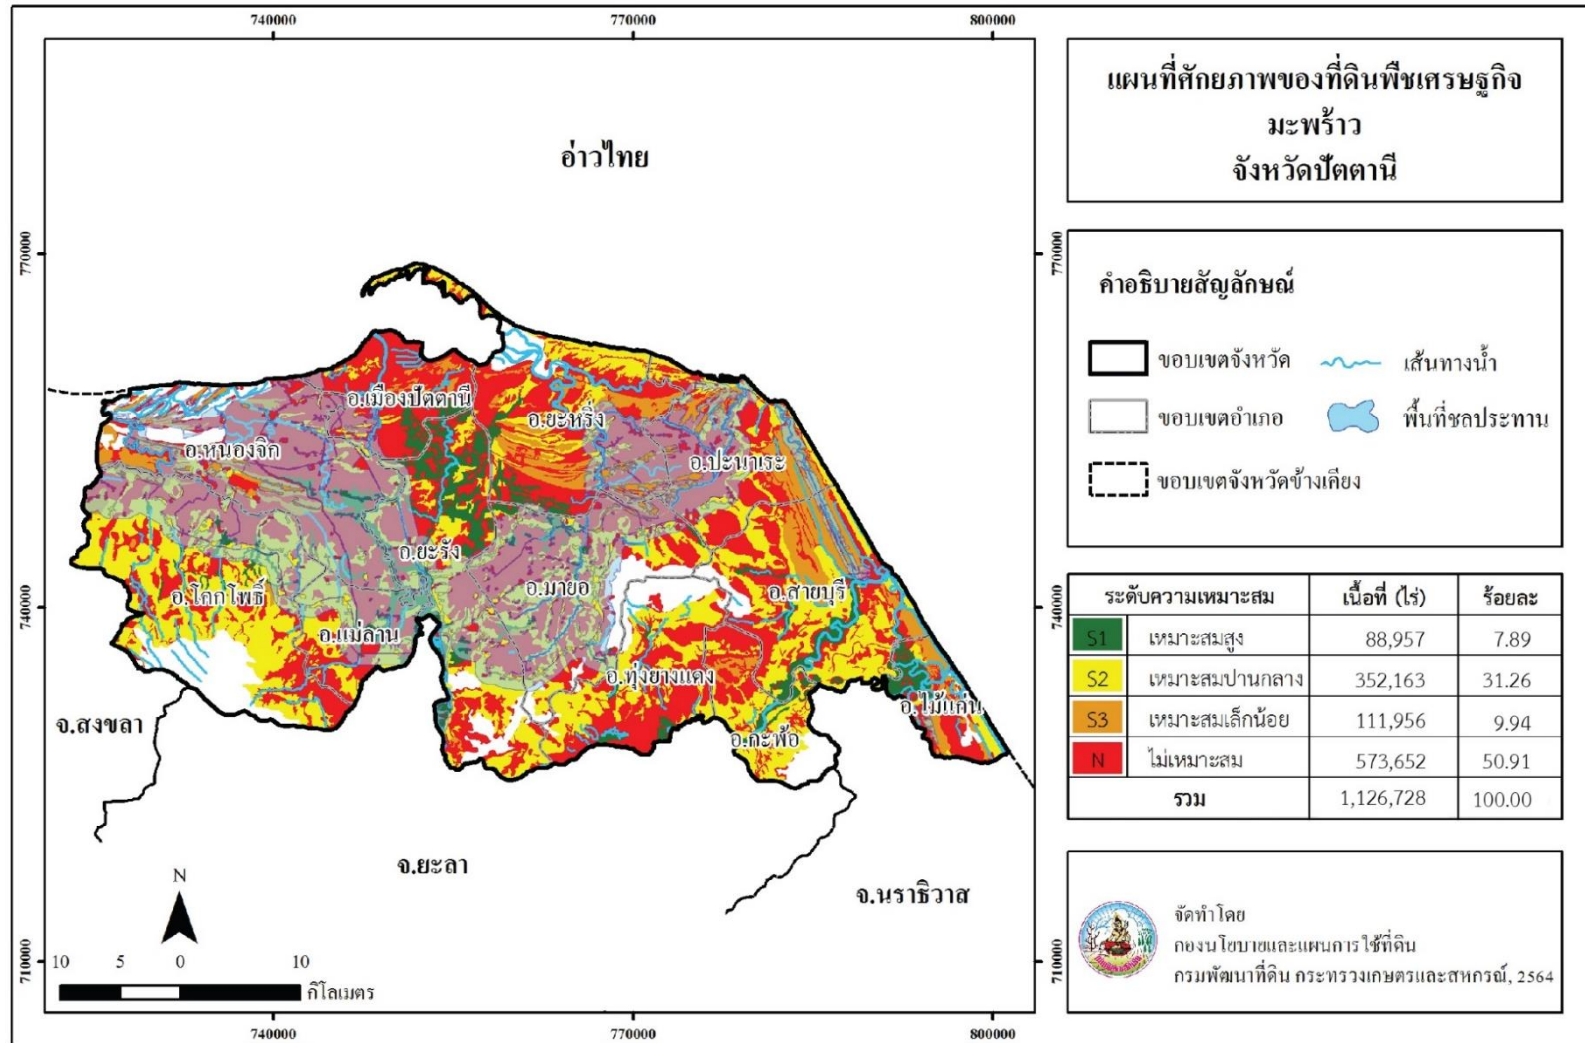 740000
770000
800000
แผนที่ศักยภาพของที่ดินพืชเศรษฐกิจ
มะพร้าว
จังหวัดปัตตานี
อ่าวไทย
770000
770000
คำอธิบายสัญลักษณ์
ขอบเขตจังหวัด
เส้นทางน้ำ
ขอบเขตอำเภอ
พื้นที่ชลประทาน
ขอบเขตจังหวัดข้างเคียง
อ.เมืองปัตตานี
อ.ยะหริ่ง
อ.หนองจิก
อ.ปะนาเระ
อ.ยะรัง
อ.มายอ
อ.สายบุรี
อ.โคกโพธิ์
อ.แม่ลาน
อ.ทุ่งยางแดง
อ.ไม้แก่น
อ.กะพ้อ
740000
740000
ระดับความเหมาะสม เนื้อที่ (ไร่) ร้อยละ
S1 เหมาะสมสูง 88,957 7.89
S2 เหมาะสมปานกลาง 352,163 31.26
S3 เหมาะสมเล็กน้อย 111,956 9.94
N ไม่เหมาะสม 573,652 50.91
รวม 1,126,728 100.00
จ.สงขลา
จ.ยะลา
จ.นราธิวาส
N
10 5 0 10
กิโลเมตร
710000
710000
จัดทำโดย
กองนโยบายและแผนการใช้ที่ดิน
กรมพัฒนาที่ดิน กระทรวงเกษตรและสหกรณ์, 2564
740000
770000
800000